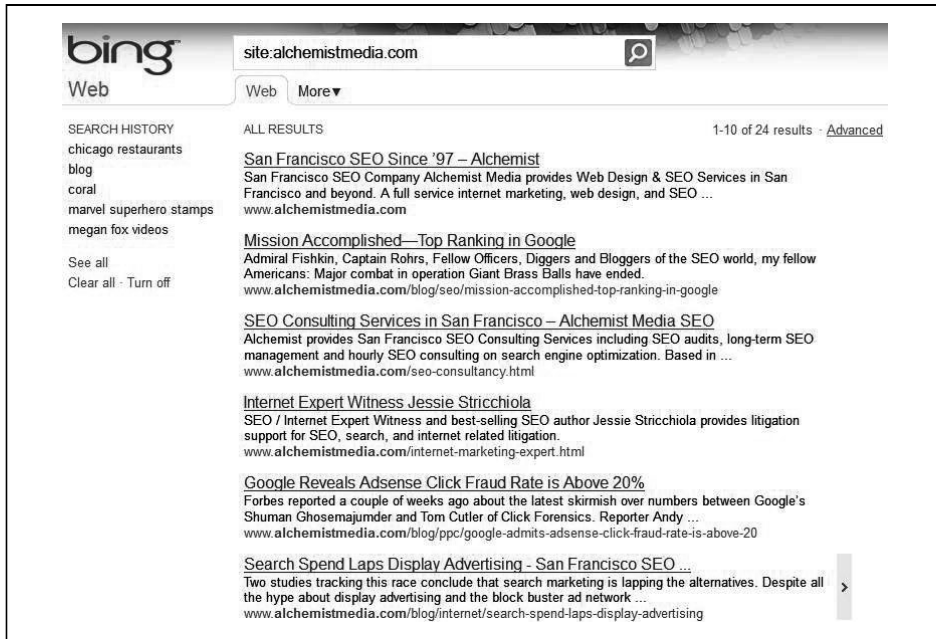 bing™
site:alchemistmedia.com
Web
Web More▼
SEARCH HISTORY
chicago restaurants
blog
coral
marvel superhero stamps
megan fox videos
See all
Clear all · Turn off
ALL RESULTS
1-10 of 24 results · Advanced
San Francisco SEO Since '97 – Alchemist
San Francisco SEO Company Alchemist Media provides Web Design & SEO Services in San
Francisco and beyond. A full service internet marketing, web design, and SEO ...
www.alchemistmedia.com
Mission Accomplished—Top Ranking in Google
Admiral Fishkin, Captain Rohrs, Fellow Officers, Diggers and Bloggers of the SEO world, my fellow
Americans: Major combat in operation Giant Brass Balls have ended.
www.alchemistmedia.com/blog/seo/mission-accomplished-top-ranking-in-google
SEO Consulting Services in San Francisco – Alchemist Media SEO
Alchemist provides San Francisco SEO Consulting Services including SEO audits, long-term SEO
management and hourly SEO consulting on search engine optimization. Based in ...
www.alchemistmedia.com/seo-consultancy.html
Internet Expert Witness Jessie Stricchiola
SEO / Internet Expert Witness and best-selling SEO author Jessie Stricchiola provides litigation
support for SEO, search, and internet related litigation.
www.alchemistmedia.com/internet-marketing-expert.html
Google Reveals Adsense Click Fraud Rate is Above 20%
Forbes reported a couple of weeks ago about the latest skirmish over numbers between Google's
Shuman Ghosemajumder and Tom Cutler of Click Forensics. Reporter Andy ...
www.alchemistmedia.com/blog/ppc/google-admits-adsense-click-fraud-rate-is-above-20
Search Spend Laps Display Advertising - San Francisco SEO ...
Two studies tracking this race conclude that search marketing is lapping the alternatives. Despite all
the hype about display advertising and the block buster ad network ...
www.alchemistmedia.com/blog/internet/search-spend-laps-display-advertising